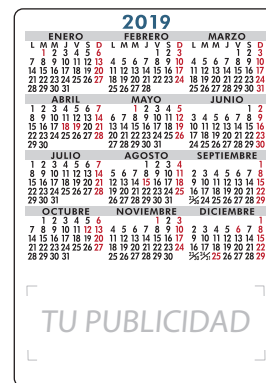 2019
ENERO FEBRERO MARZO
L M M J V S D L M M J V S D L M M J V S D
1 2 3 4 5 6 1 2 3 1 2 3
7 8 9 10 11 12 13 4 5 6 7 8 9 10 4 5 6 7 8 9 10
14 15 16 17 18 19 20 11 12 13 14 15 16 17 11 12 13 14 15 16 17
21 22 23 24 25 26 27 18 19 20 21 22 23 24 18 19 20 21 22 23 24
28 29 30 31 25 26 27 28 25 26 27 28 29 30 31
ABRIL MAYO JUNIO
1 2 3 4 5 6 7 1 2 3 4 5 1 2
8 9 10 11 12 13 14 6 7 8 9 10 11 12 3 4 5 6 7 8 9
15 16 17 18 19 20 21 13 14 15 16 17 18 19 10 11 12 13 14 15 16
22 23 24 25 26 27 28 20 21 22 23 24 25 26 17 18 19 20 21 22 23
29 30 27 28 29 30 31 24 25 26 27 28 29 30
JULIO AGOSTO SEPTIEMBRE
1 2 3 4 5 6 7 1 2 3 4 1
8 9 10 11 12 13 14 5 6 7 8 9 10 11 2 3 4 5 6 7 8
15 16 17 18 19 20 21 12 13 14 15 16 17 18 9 10 11 12 13 14 15
22 23 24 25 26 27 28 19 20 21 22 23 24 25 16 17 18 19 20 21 22
29 30 31 26 27 28 29 30 31 23/30 24 25 26 27 28 29
OCTUBRE NOVIEMBRE DICIEMBRE
1 2 3 4 5 6 1 2 3 1
7 8 9 10 11 12 13 4 5 6 7 8 9 10 2 3 4 5 6 7 8
14 15 16 17 18 19 20 11 12 13 14 15 16 17 9 10 11 12 13 14 15
21 22 23 24 25 26 27 18 19 20 21 22 23 24 16 17 18 19 20 21 22
28 29 30 31 25 26 27 28 29 30 23/30 24/31 25 26 27 28 29
TU PUBLICIDAD